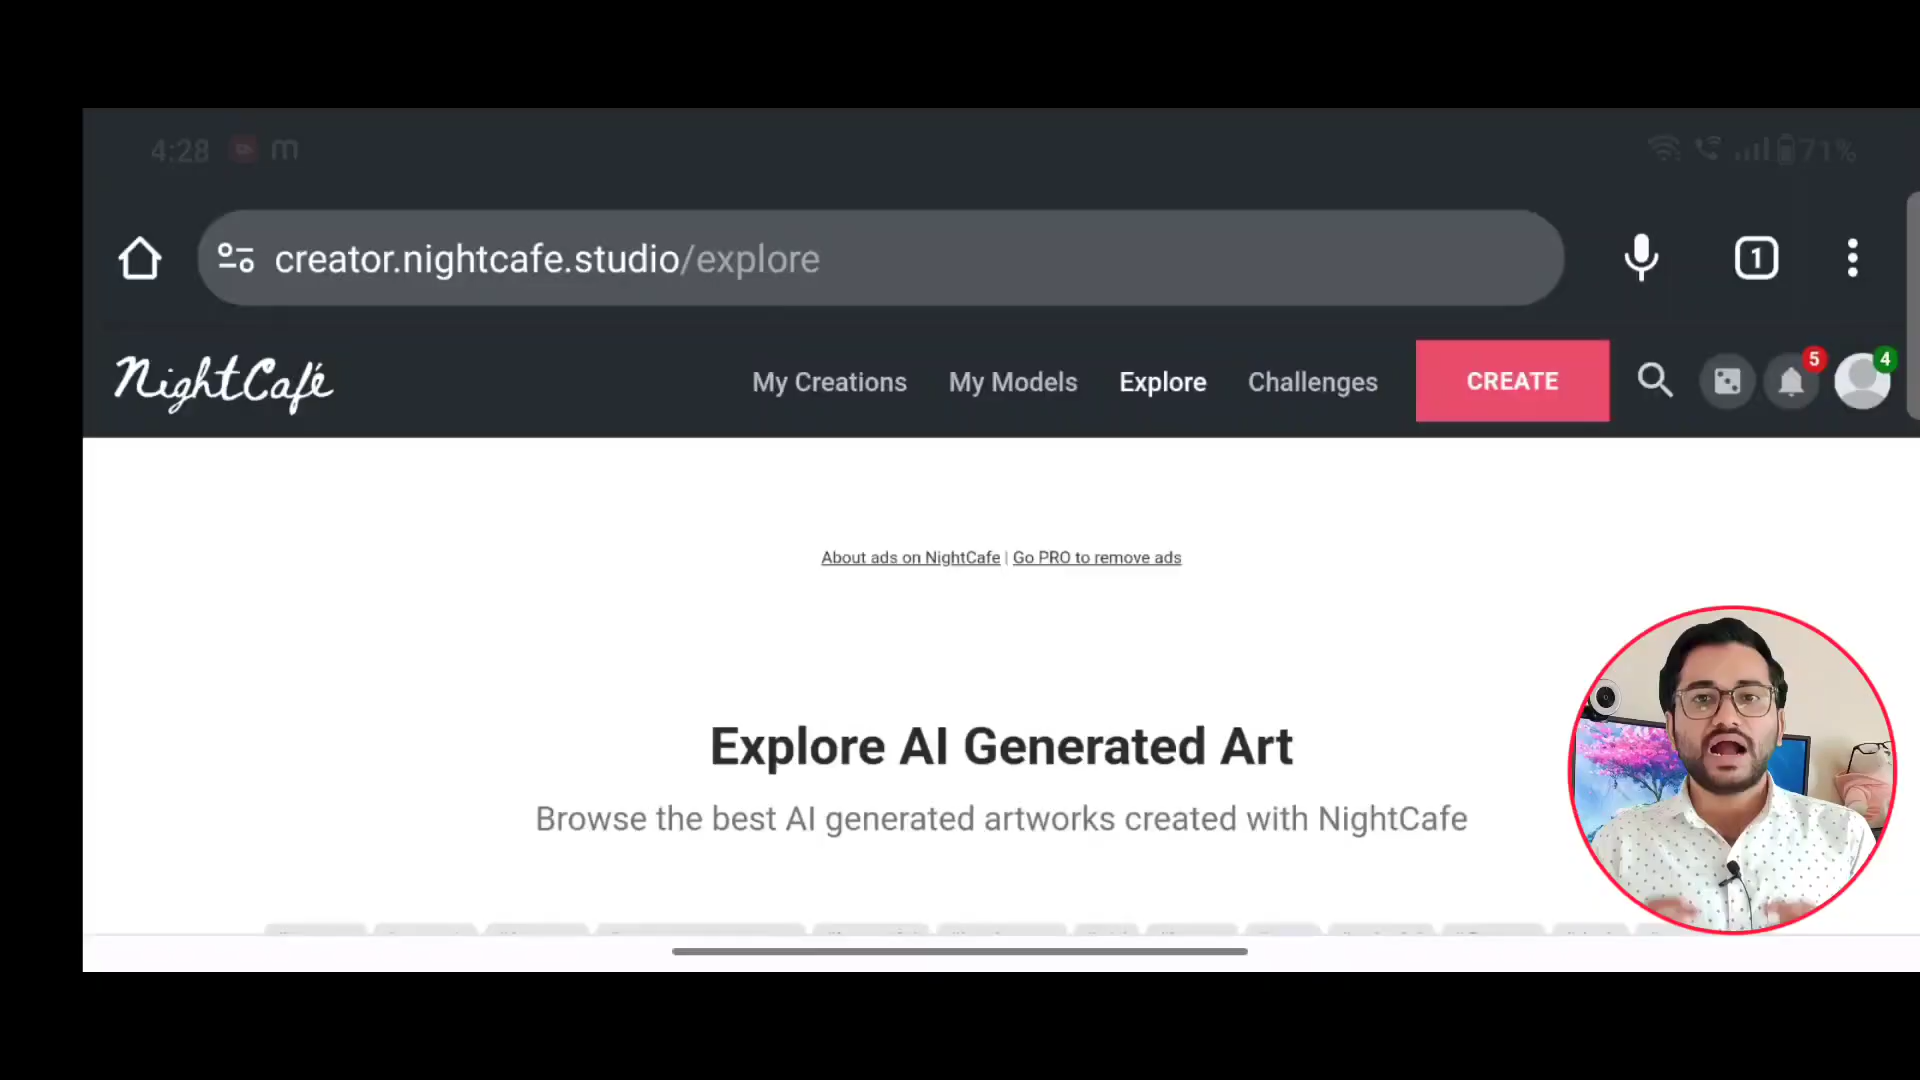 4:28 m 71%
creator.nightcafe.studio/explore 1
NightCafé My Creations My Models Explore Challenges CREATE 5 4
About ads on NightCafe | Go PRO to remove ads
Explore AI Generated Art
Browse the best AI generated artworks created with NightCafe